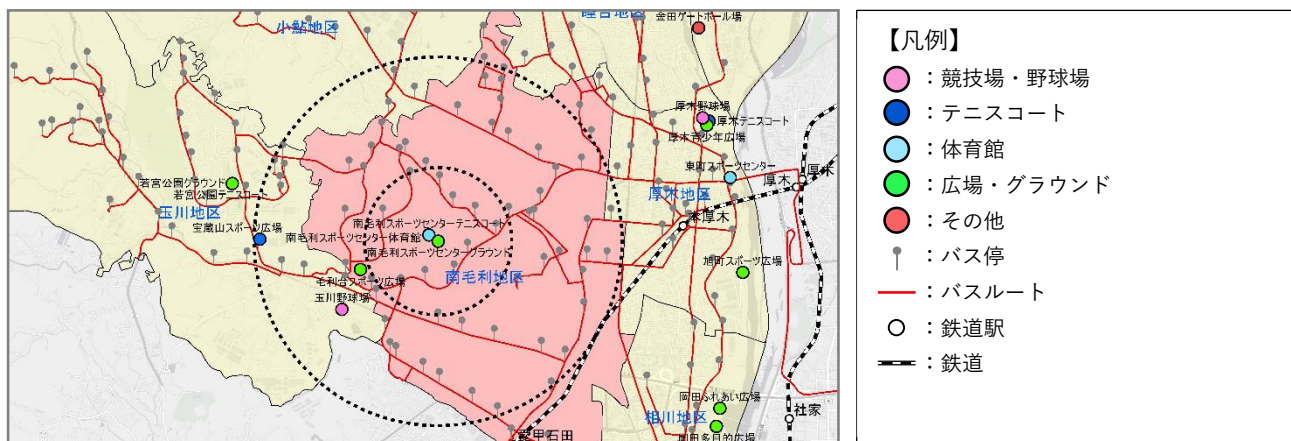 小鮎地区
睦合地区
金田ゲートボール場
厚木野球場
厚木テニスコート
厚木青少年広場
東町スポーツセンター
厚木
厚木
若宮公園グラウンド
若宮公園テニスコート
玉川地区
厚木地区
本厚木
宝蔵山スポーツ広場
南毛利スポーツセンターテニスコート
南毛利スポーツセンター体育館
南毛利スポーツセンターグラウンド
旭町スポーツ広場
毛利台スポーツ広場
南毛利地区
玉川野球場
岡田ふれあい広場
相川地区
社家
愛甲石田
岡田多目的広場
【凡例】
:競技場・野球場
:テニスコート
:体育館
:広場・グラウンド
:その他
:バス停
:バスルート
:鉄道駅
:鉄道